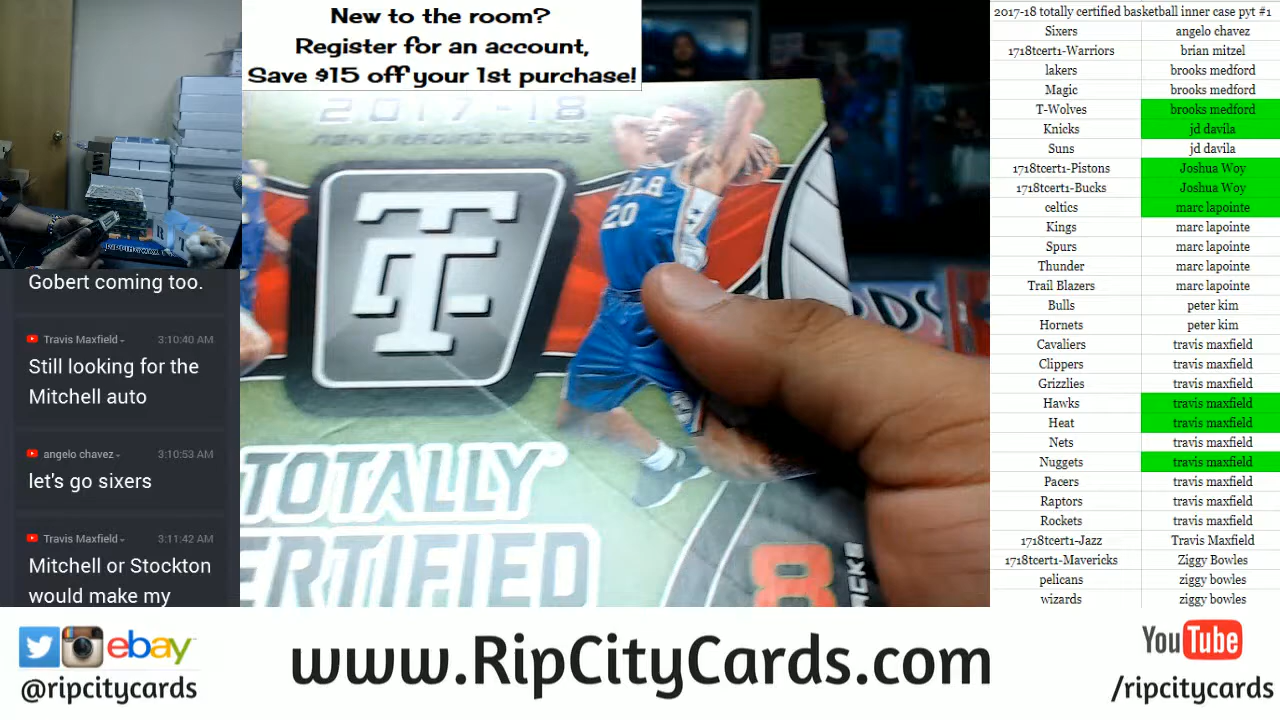 New to the room?
Register for an account,
Save $15 off your 1st purchase!
Gobert coming too.
Travis Maxfield
3:10:40 AM
Still looking for the
Mitchell auto
angelo chavez
3:10:53 AM
let's go sixers
Travis Maxfield
3:11:42 AM
Mitchell or Stockton
would make my
2017-18
20
TT
TOTALLY
CERTIFIED
8
2017-18 totally certified basketball inner case pyt #1
Sixers angelo chavez
1718tcert1-Warriors brian mitzel
lakers brooks medford
Magic brooks medford
T-Wolves brooks medford
Knicks jd davila
Suns jd davila
1718tcert1-Pistons Joshua Woy
1718tcert1-Bucks Joshua Woy
celtics marc lapointe
Kings marc lapointe
Spurs marc lapointe
Thunder marc lapointe
Trail Blazers marc lapointe
Bulls peter kim
Hornets peter kim
Cavaliers travis maxfield
Clippers travis maxfield
Grizzlies travis maxfield
Hawks travis maxfield
Heat travis maxfield
Nets travis maxfield
Nuggets travis maxfield
Pacers travis maxfield
Raptors travis maxfield
Rockets travis maxfield
1718tcert1-Jazz Travis Maxfield
1718tcert1-Mavericks Ziggy Bowles
pelicans ziggy bowles
wizards ziggy bowles
ebay
@ripcitycards
www.RipCityCards.com
YouTube
/ripcitycards